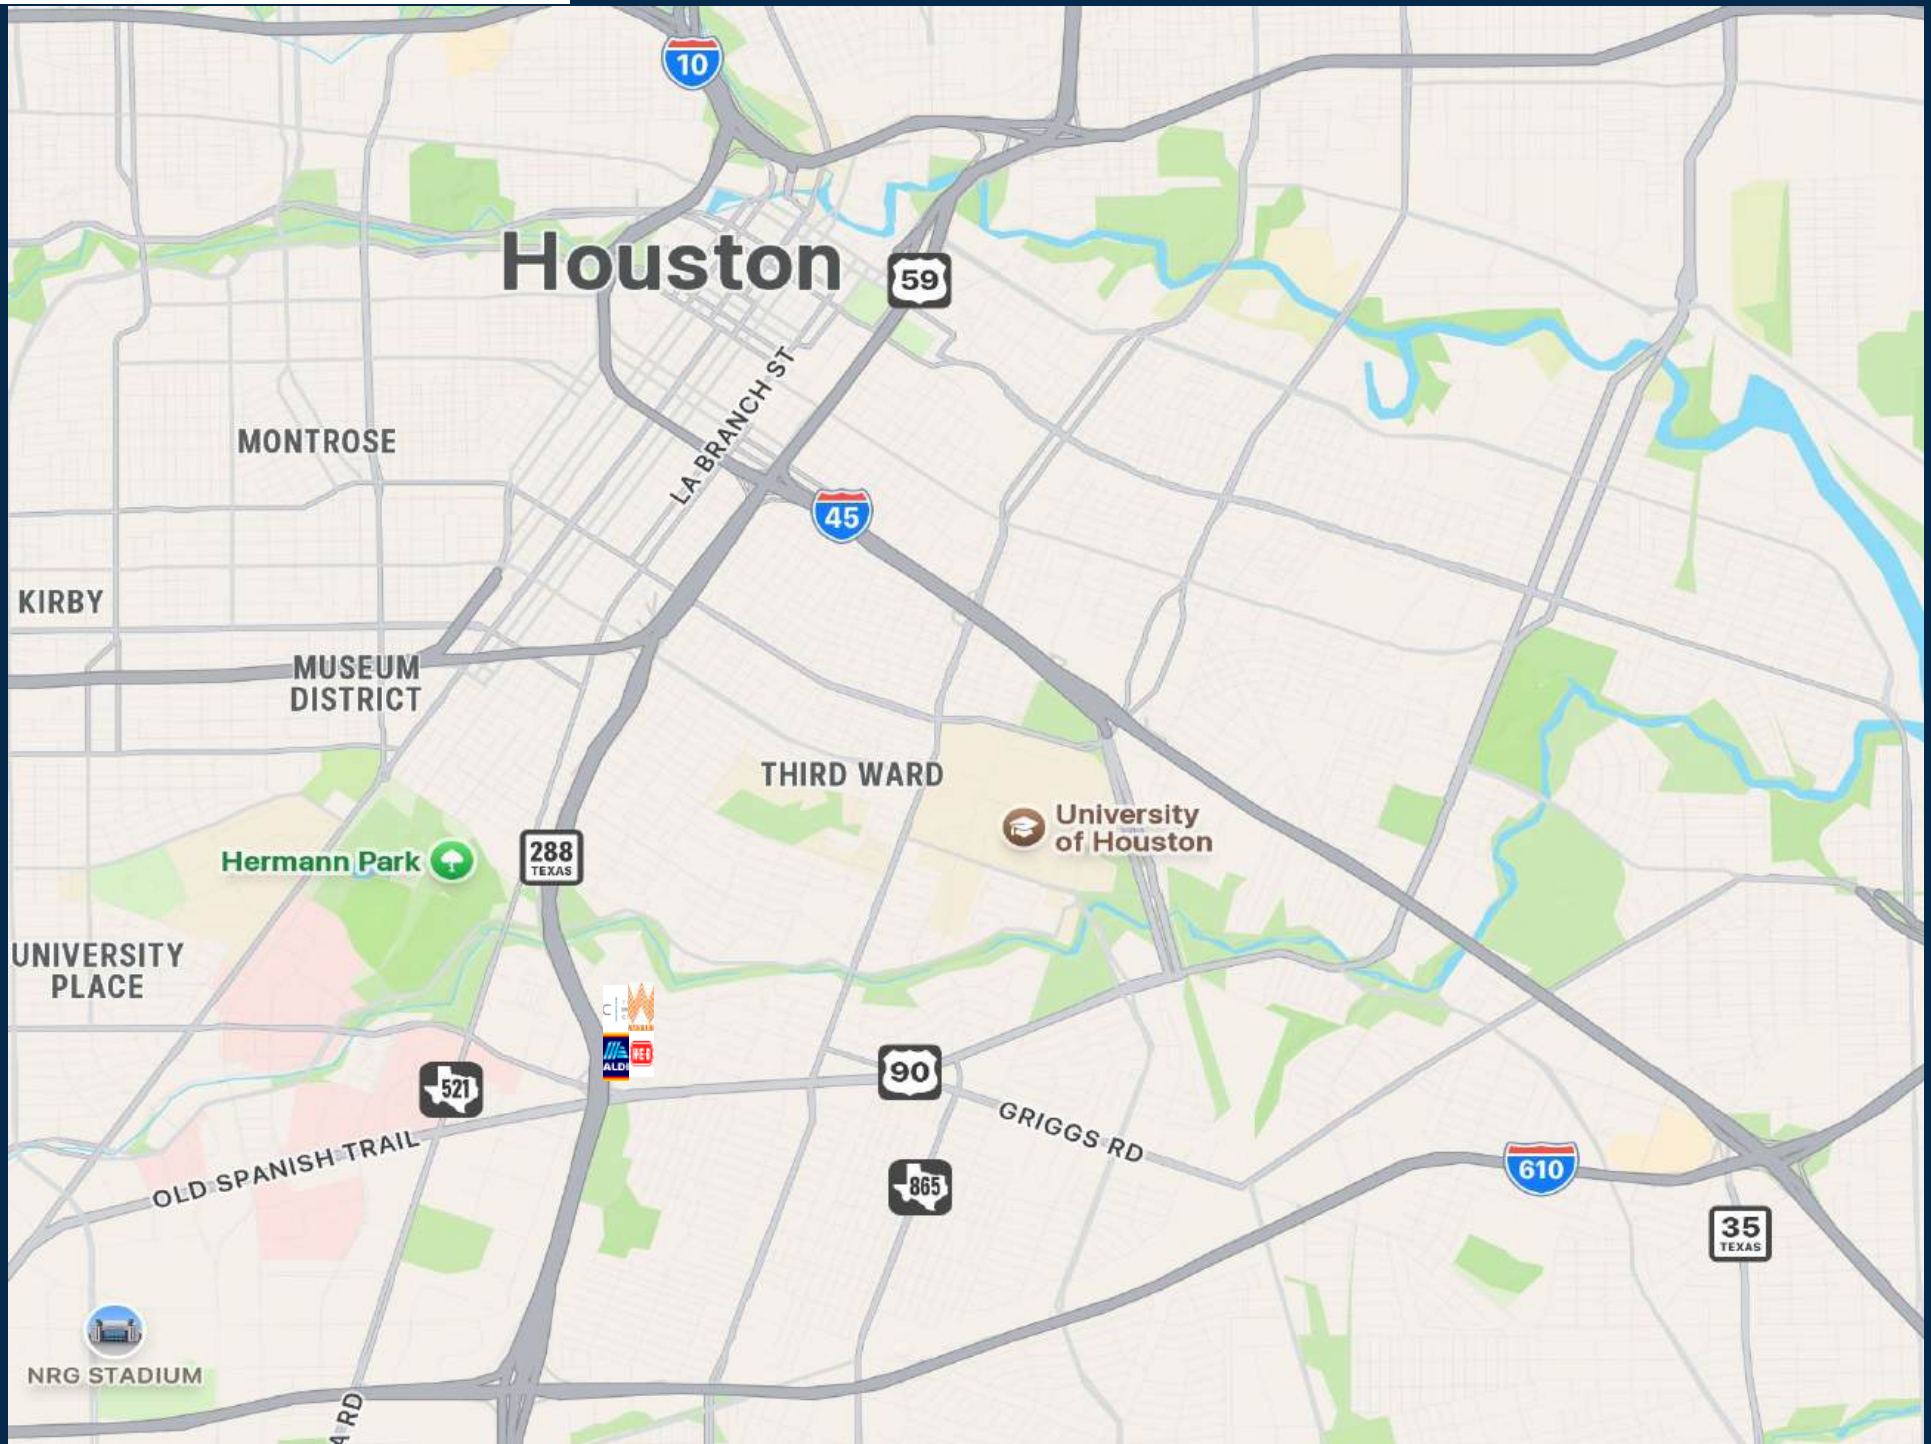 10
Houston
59
LA BRANCH ST
MONTROSE
45
KIRBY
MUSEUM
DISTRICT
THIRD WARD
University
of Houston
288
TEXAS
Hermann Park
UNIVERSITY
PLACE
ALDI
H-E-B
521
90
GRIGGS RD
OLD SPANISH TRAIL
865
610
35
TEXAS
NRG STADIUM
A RD